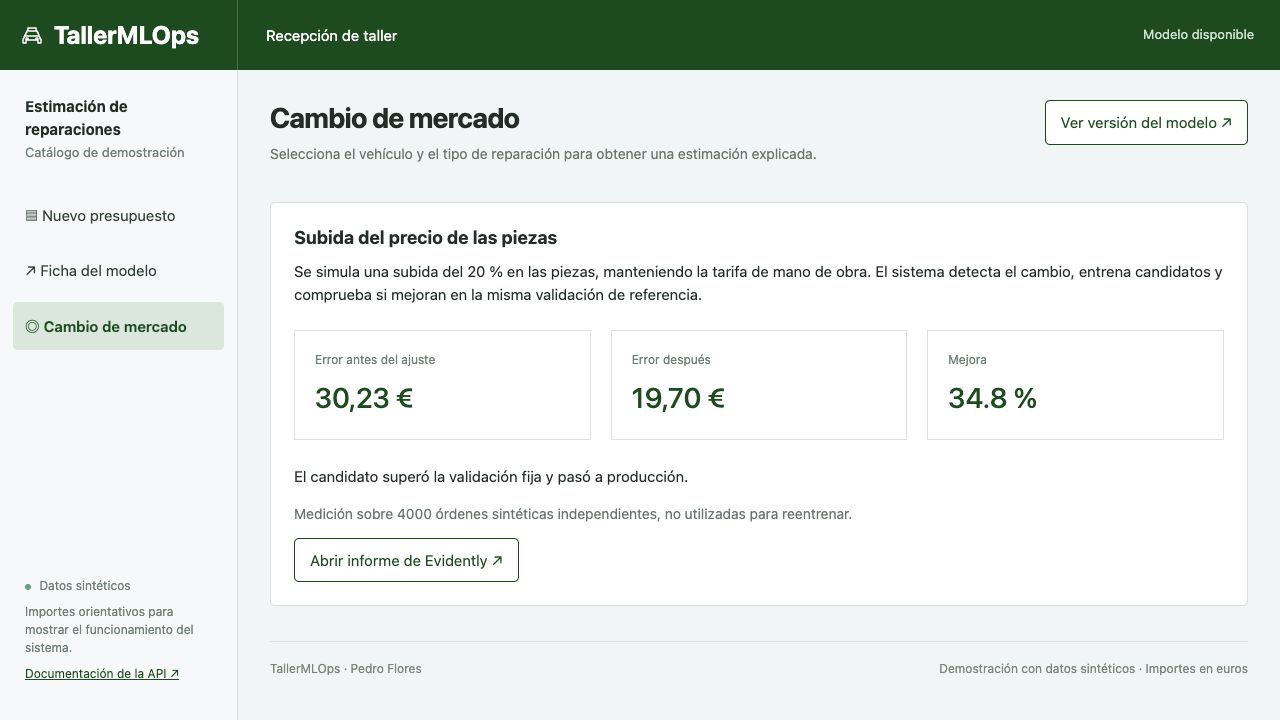 TallerMLOps
Recepción de taller
Modelo disponible
Estimación de
reparaciones
Catálogo de demostración
Nuevo presupuesto
↗ Ficha del modelo
◎ Cambio de mercado
Datos sintéticos
Importes orientativos para
mostrar el funcionamiento del
sistema.
Documentación de la API ↗
Cambio de mercado
Selecciona el vehículo y el tipo de reparación para obtener una estimación explicada.
Ver versión del modelo ↗
Subida del precio de las piezas
Se simula una subida del 20 % en las piezas, manteniendo la tarifa de mano de obra. El sistema detecta el cambio, entrena candidatos y
comprueba si mejoran en la misma validación de referencia.
Error antes del ajuste
30,23 €
Error después
19,70 €
Mejora
34.8 %
El candidato superó la validación fija y pasó a producción.
Medición sobre 4000 órdenes sintéticas independientes, no utilizadas para reentrenar.
Abrir informe de Evidently ↗
TallerMLOps · Pedro Flores
Demostración con datos sintéticos · Importes en euros